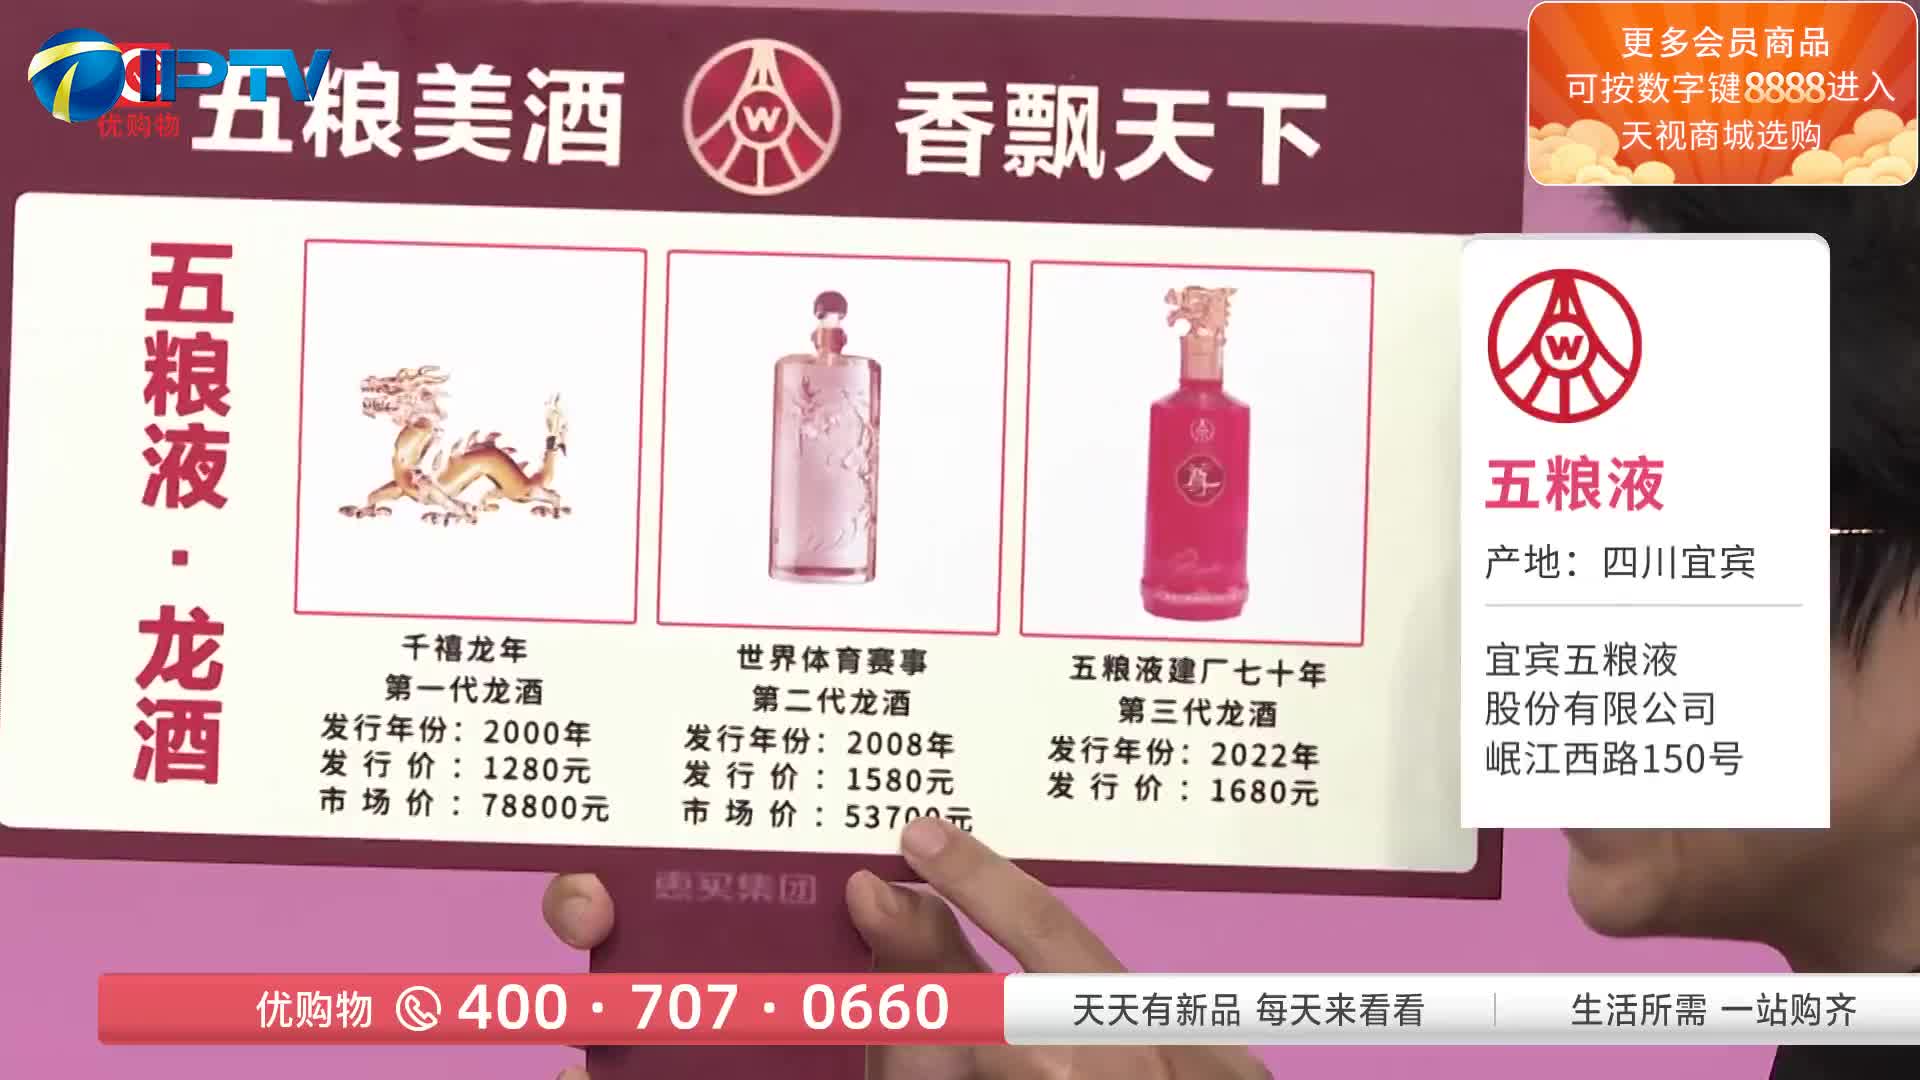 IPTV
优购物
五粮美酒 W 香飘天下
更多会员商品
可按数字键8888进入
天视商城选购
五粮液·龙酒
千禧龙年
第一代龙酒
发行年份：2000年
发行价：1280元
市场价：78800元
世界体育赛事
第二代龙酒
发行年份：2008年
发行价：1580元
市场价：53700元
尊
五粮液建厂七十年
第三代龙酒
发行年份：2022年
发行价：1680元
W
五粮液
产地：四川宜宾
宜宾五粮液
股份有限公司
岷江西路150号
惠买集团
优购物 400·707·0660
天天有新品 每天来看看
生活所需 一站购齐